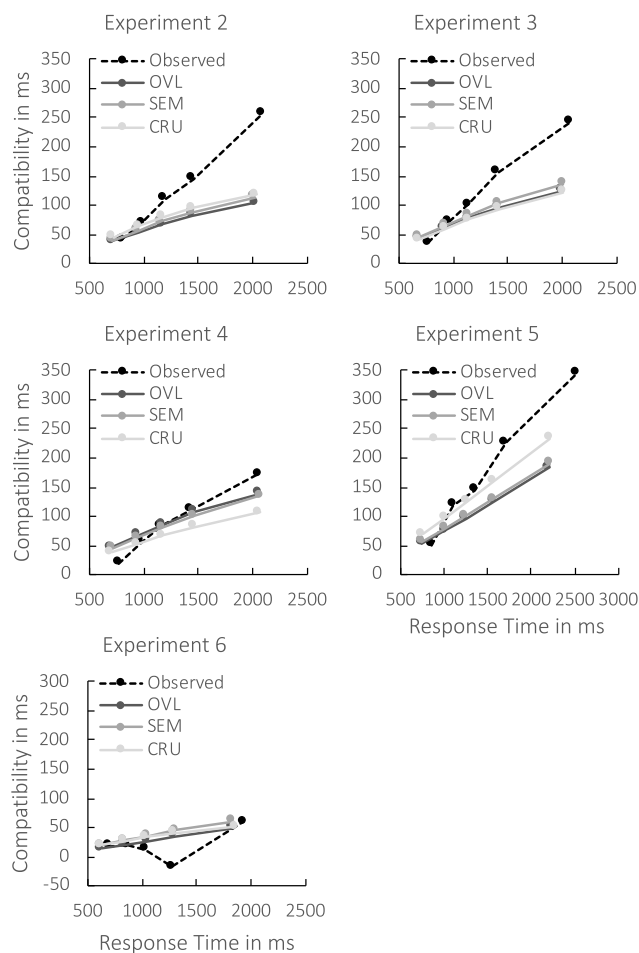 Experiment 2
Compatibility in ms
350
300
250
200
150
100
50
0
500 1000 1500 2000 2500
Observed
OVL
SEM
CRU
Experiment 3
350
300
250
200
150
100
50
0
500 1000 1500 2000 2500
Observed
OVL
SEM
CRU
Experiment 4
Compatibility in ms
350
300
250
200
150
100
50
0
500 1000 1500 2000 2500
Observed
OVL
SEM
CRU
Experiment 5
350
300
250
200
150
100
50
0
500 1000 1500 2000 2500 3000
Response Time in ms
Observed
OVL
SEM
CRU
Experiment 6
Compatibility in ms
300
250
200
150
100
50
0
-50
500 1000 1500 2000 2500
Response Time in ms
Observed
OVL
SEM
CRU